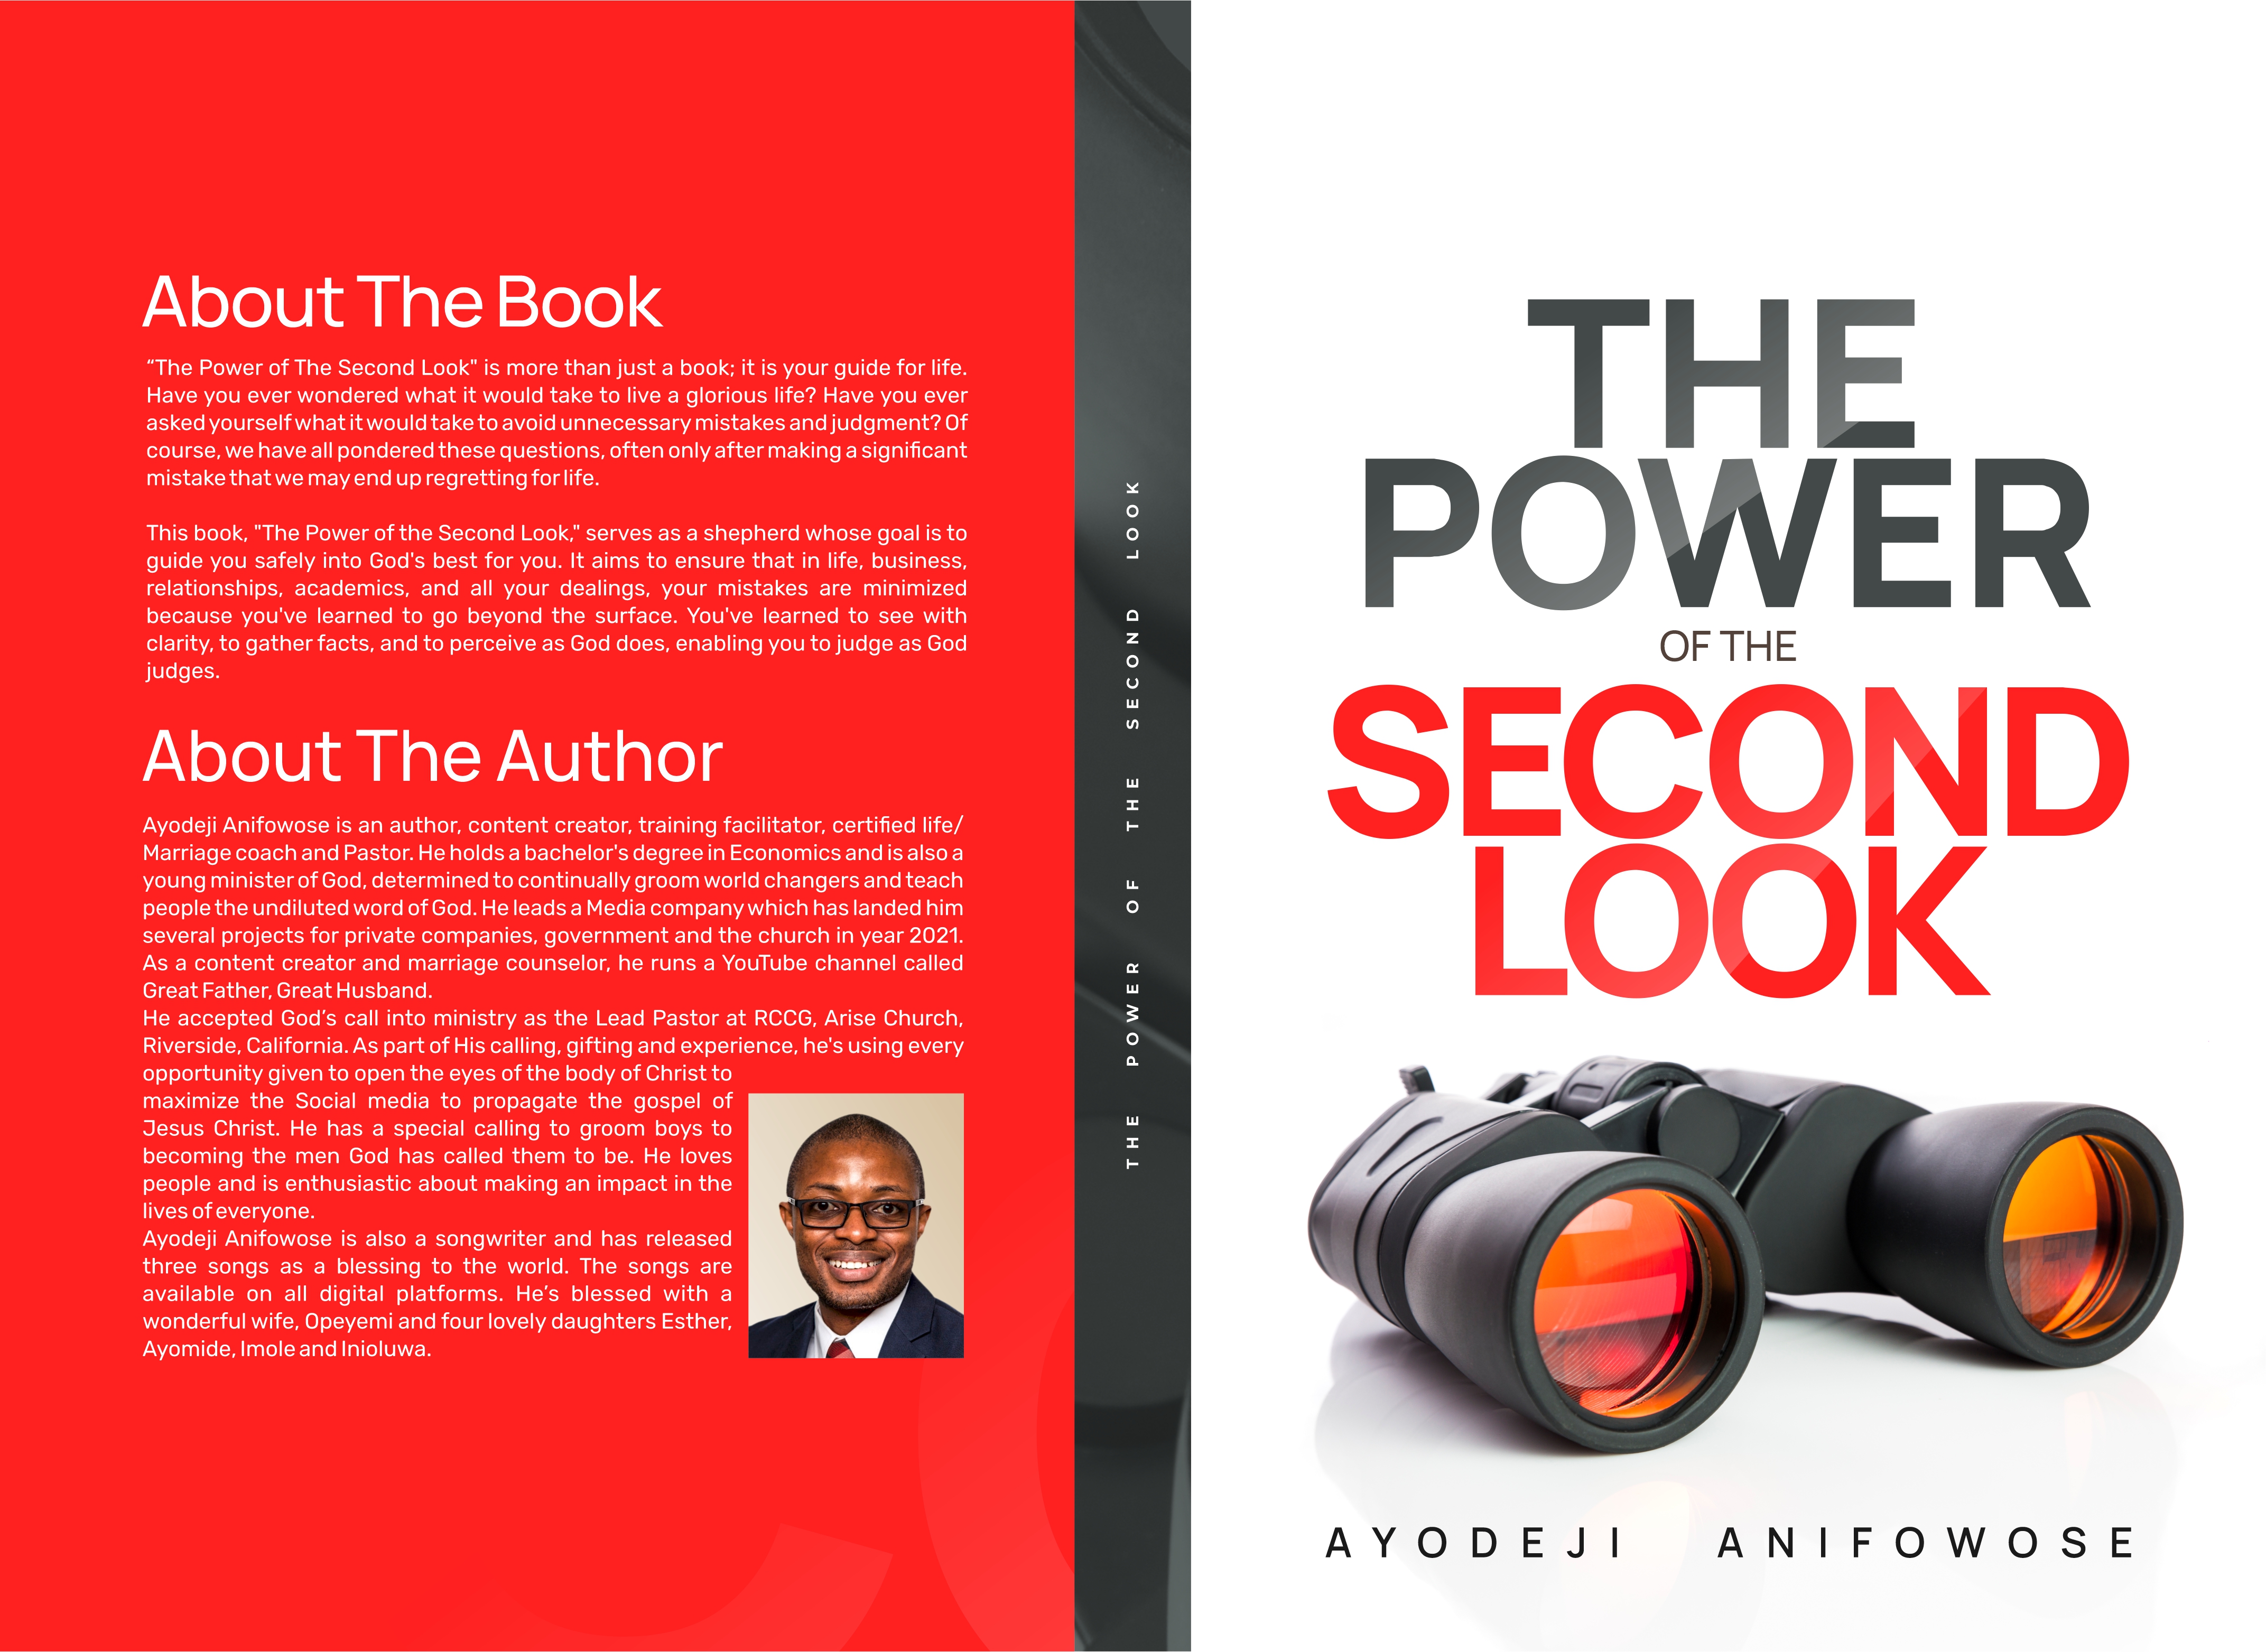 About The Book
“The Power of The Second Look" is more than just a book; it is your guide for life.
Have you ever wondered what it would take to live a glorious life? Have you ever
asked yourself what it would take to avoid unnecessary mistakes and judgment? Of
course, we have all pondered these questions, often only after making a significant
mistake that we may end up regretting for life.
This book, "The Power of the Second Look," serves as a shepherd whose goal is to
guide you safely into God's best for you. It aims to ensure that in life, business,
relationships, academics, and all your dealings, your mistakes are minimized
because you've learned to go beyond the surface. You've learned to see with
clarity, to gather facts, and to perceive as God does, enabling you to judge as God
judges.
About The Author
Ayodeji Anifowose is an author, content creator, training facilitator, certified life/
Marriage coach and Pastor. He holds a bachelor's degree in Economics and is also a
young minister of God, determined to continually groom world changers and teach
people the undiluted word of God. He leads a Media company which has landed him
several projects for private companies, government and the church in year 2021.
As a content creator and marriage counselor, he runs a YouTube channel called
Great Father, Great Husband.
He accepted God’s call into ministry as the Lead Pastor at RCCG, Arise Church,
Riverside, California. As part of His calling, gifting and experience, he's using every
opportunity given to open the eyes of the body of Christ to
maximize the Social media to propagate the gospel of
Jesus Christ. He has a special calling to groom boys to
becoming the men God has called them to be. He loves
people and is enthusiastic about making an impact in the
lives of everyone.
Ayodeji Anifowose is also a songwriter and has released
three songs as a blessing to the world. The songs are
available on all digital platforms. He’s blessed with a
wonderful wife, Opeyemi and four lovely daughters Esther,
Ayomide, Imole and Inioluwa.
THE POWER OF THE SECOND LOOK
THE
POWER
OF THE
SECOND
LOOK
AYODEJI ANIFOWOSE